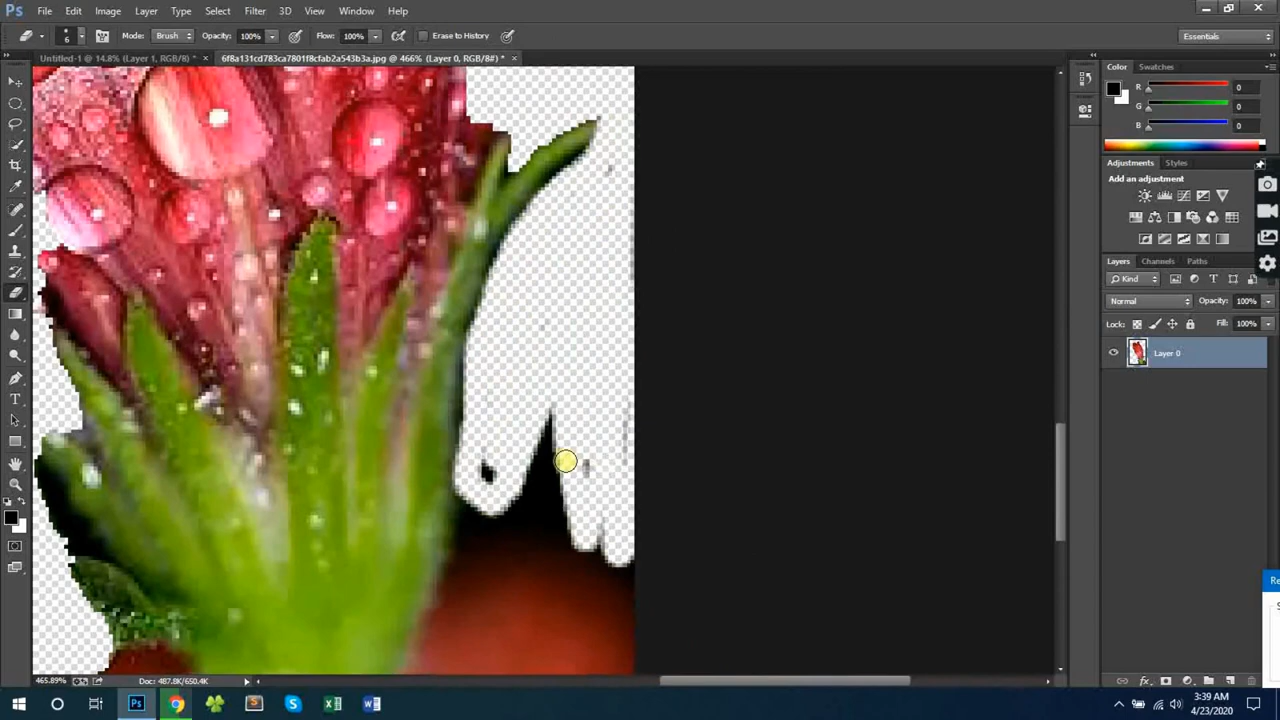 Ps File Edit Image Layer Type Select Filter 3D View Window Help
6 Mode: Brush Opacity: 100% Flow: 100% Erase to History Essentials
Untitled-1 @ 14.8% (Layer 1, RGB/8) * × 6f8a131cd783ca7801f8cfab2a543b3a.jpg @ 466% (Layer 0, RGB/8#) * ×
Color Swatches
R 0
G 0
B 0
Adjustments Styles
Add an adjustment
Layers Channels Paths
Kind
Normal Opacity: 100%
Lock: Fill: 100%
Layer 0
Re
465.89% Doc: 487.8K/650.4K
3:39 AM
4/23/2020